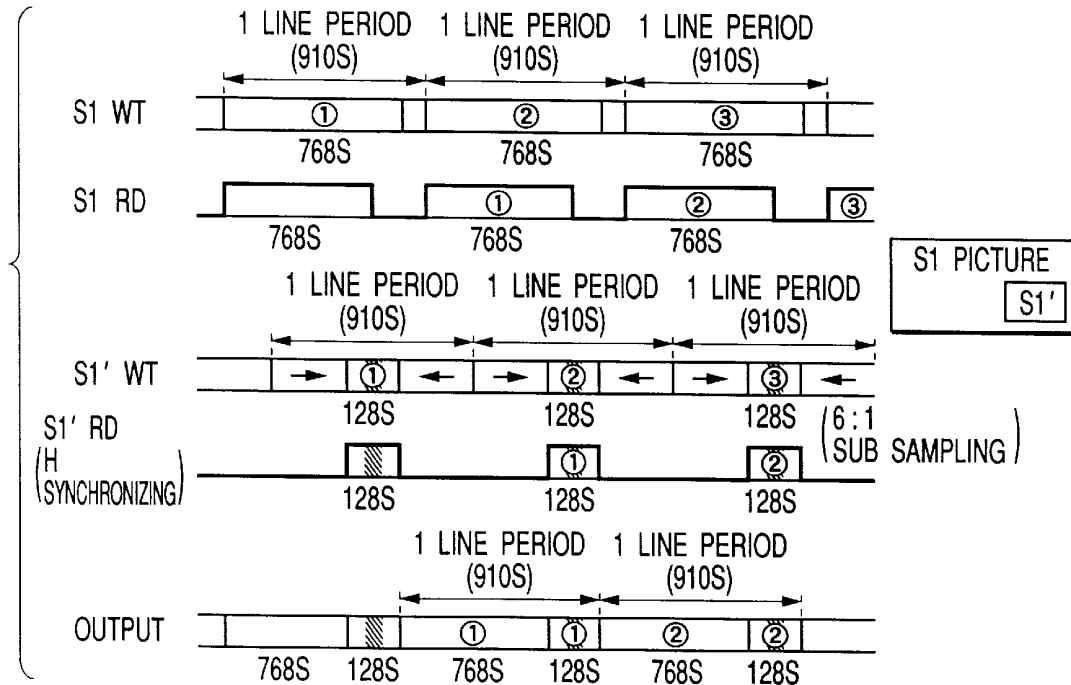 1 LINE PERIOD 1 LINE PERIOD 1 LINE PERIOD
(910S) (910S) (910S)
S1 WT ① ② ③
768S 768S 768S
S1 RD ① ② ③
768S 768S 768S
S1 PICTURE
S1'
1 LINE PERIOD 1 LINE PERIOD 1 LINE PERIOD
(910S) (910S) (910S)
S1' WT ① ② ③
128S 128S 128S
(6:1
SUB SAMPLING)
S1' RD
(H
SYNCHRONIZING)
① ②
128S 128S 128S
1 LINE PERIOD 1 LINE PERIOD
(910S) (910S)
OUTPUT ① ① ② ②
768S 128S 768S 128S 768S 128S